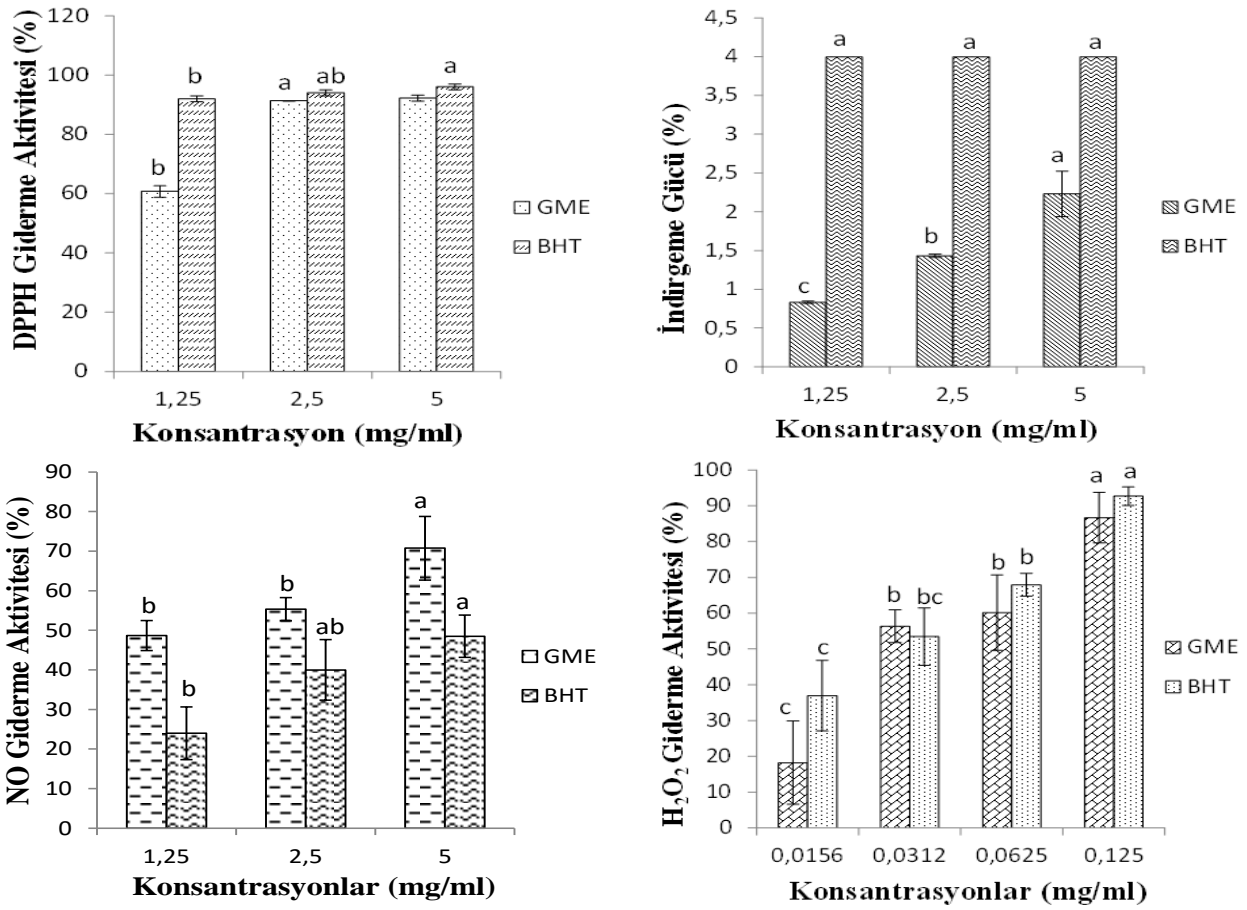 DPPH Giderme Aktivitesi (%)
120
100
80
60
40
20
0
b
b
a
ab
a
1,25
2,5
5
Konsantrasyon (mg/ml)
GME
BHT
İndirgeme Gücü (%)
4,5
4
3,5
3
2,5
2
1,5
1
0,5
0
c
a
b
a
a
a
1,25
2,5
5
Konsantrasyon (mg/ml)
GME
BHT
NO Giderme Aktivitesi (%)
90
80
70
60
50
40
30
20
10
0
b
b
b
ab
a
a
1,25
2,5
5
Konsantrasyonlar (mg/ml)
GME
BHT
H₂O₂ Giderme Aktivitesi (%)
100
90
80
70
60
50
40
30
20
10
0
c
c
b
bc
b
b
a
a
0,0156
0,0312
0,0625
0,125
Konsantrasyonlar (mg/ml)
GME
BHT